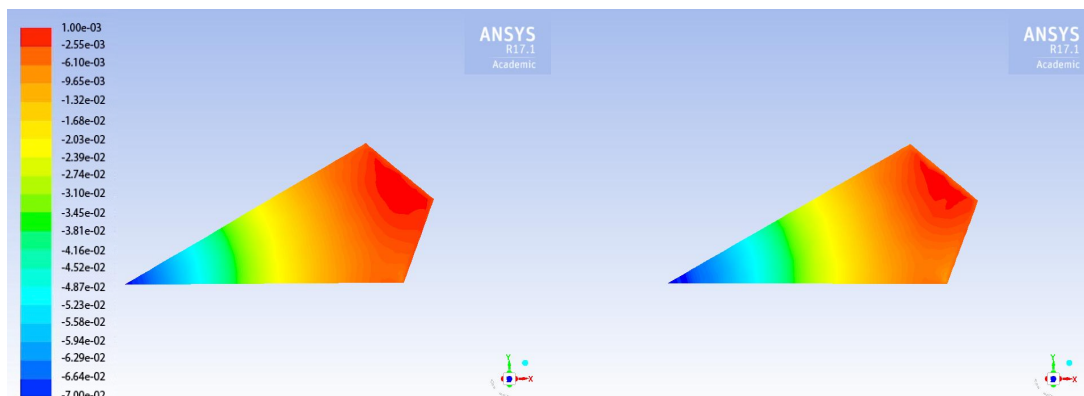 1.00e-03
-2.55e-03
-6.10e-03
-9.65e-03
-1.32e-02
-1.68e-02
-2.03e-02
-2.39e-02
-2.74e-02
-3.10e-02
-3.45e-02
-3.81e-02
-4.16e-02
-4.52e-02
-4.87e-02
-5.23e-02
-5.58e-02
-5.94e-02
-6.29e-02
-6.64e-02
-7.00e-02
ANSYS
R17.1
Academic
Y
X
ANSYS
R17.1
Academic
Y
X